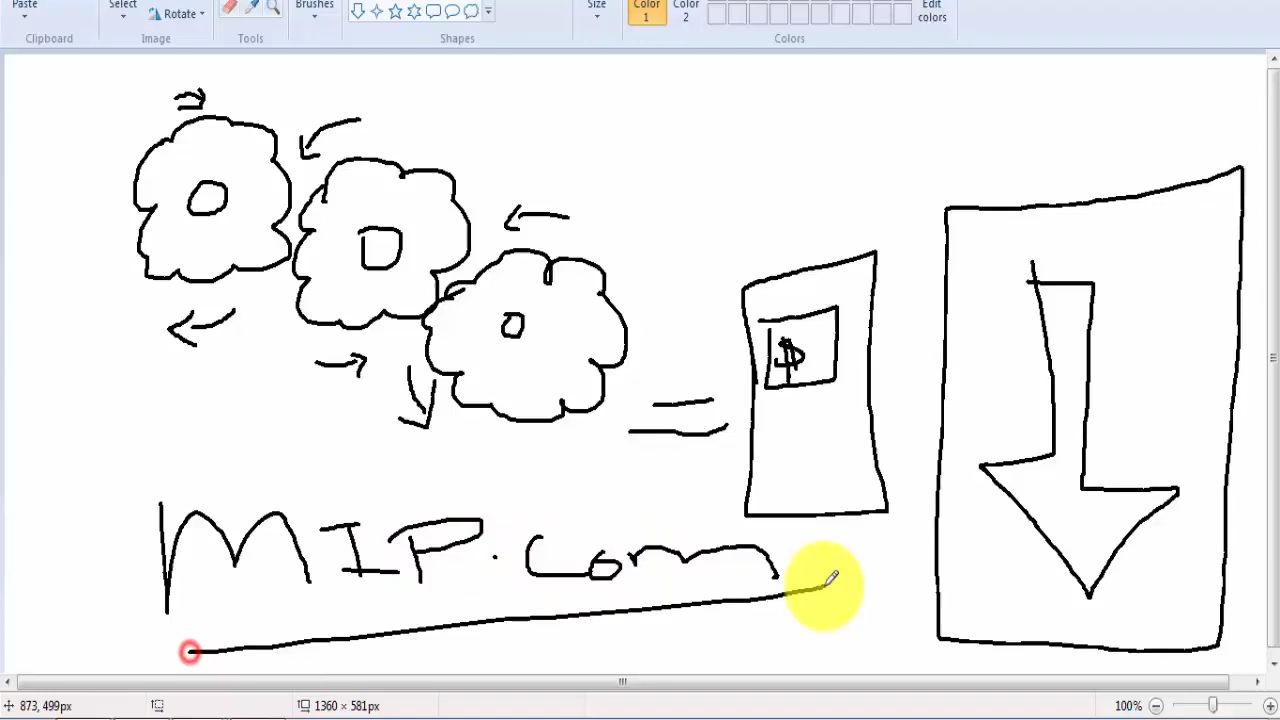 Paste
Select
Rotate
Brushes
Size
Color 1
Color 2
Edit colors
Clipboard
Image
Tools
Shapes
Colors
MIP.com
873, 499px
1360 × 581px
100%